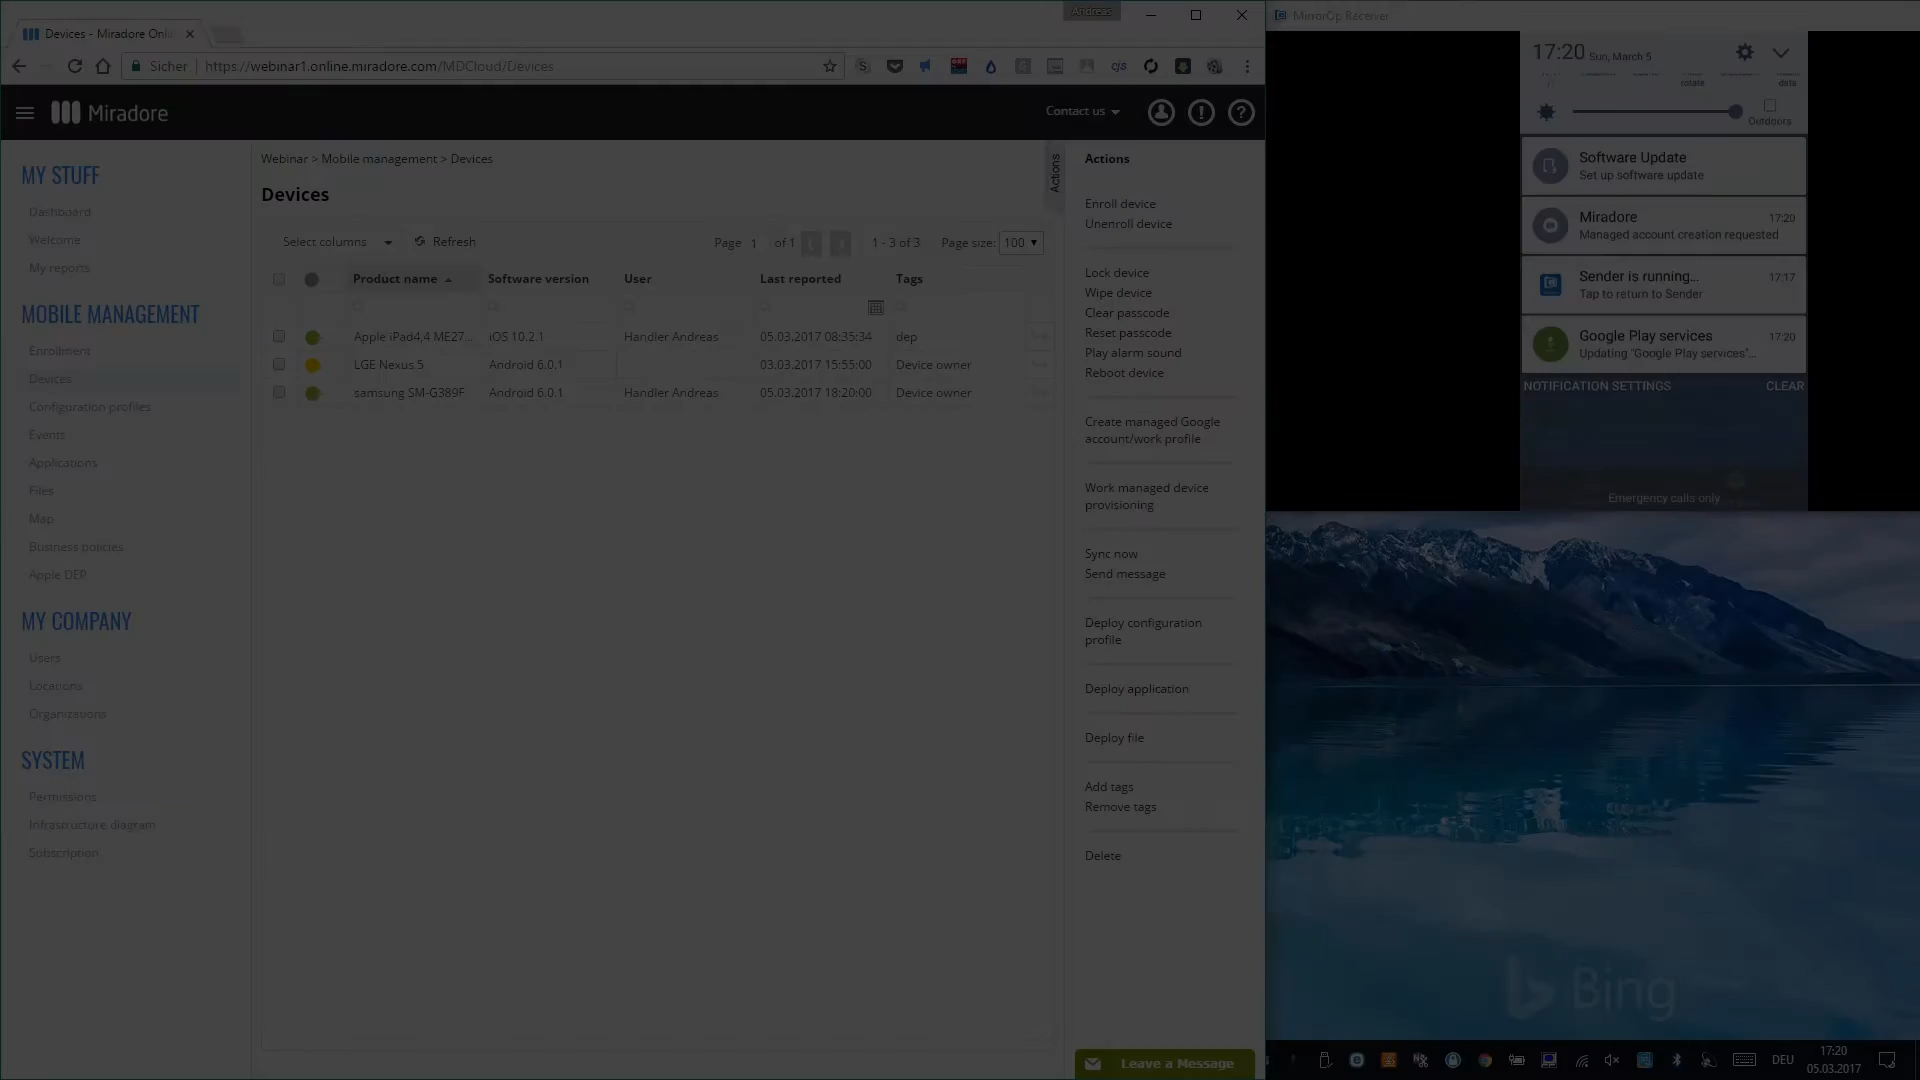 Andreas
Devices - Miradore Onli
Sicher
https://webinar1.online.miradore.com/MDCloud/Devices
cjs
Miradore
Contact us
MY STUFF
Dashboard
Welcome
My reports
MOBILE MANAGEMENT
Enrollment
Devices
Configuration profiles
Events
Applications
Files
Map
Business policies
Apple DEP
MY COMPANY
Users
Locations
Organizations
SYSTEM
Permissions
Infrastructure diagram
Subscription
Webinar > Mobile management > Devices
Devices
Select columns
Refresh
Page 1 of 1
1 - 3 of 3
Page size: 100
Product name Software version User Last reported Tags
Apple iPad4,4 ME27... iOS 10.2.1 Handler Andreas 05.03.2017 08:35:34 dep
LGE Nexus 5 Android 6.0.1 03.03.2017 15:55:00 Device owner
samsung SM-G389F Android 6.0.1 Handler Andreas 05.03.2017 18:20:00 Device owner
Actions
Actions
Enroll device
Unenroll device
Lock device
Wipe device
Clear passcode
Reset passcode
Play alarm sound
Reboot device
Create managed Google
account/work profile
Work managed device
provisioning
Sync now
Send message
Deploy configuration
profile
Deploy application
Deploy file
Add tags
Remove tags
Delete
Leave a Message
MirrorOp Receiver
17:20 Sun, March 5
rotate
data
Outdoors
Software Update
Set up software update
Miradore 17:20
Managed account creation requested
Sender is running... 17:17
Tap to return to Sender
Google Play services 17:20
Updating "Google Play services"...
NOTIFICATION SETTINGS CLEAR
Emergency calls only
Bing
DEU
17:20
05.03.2017